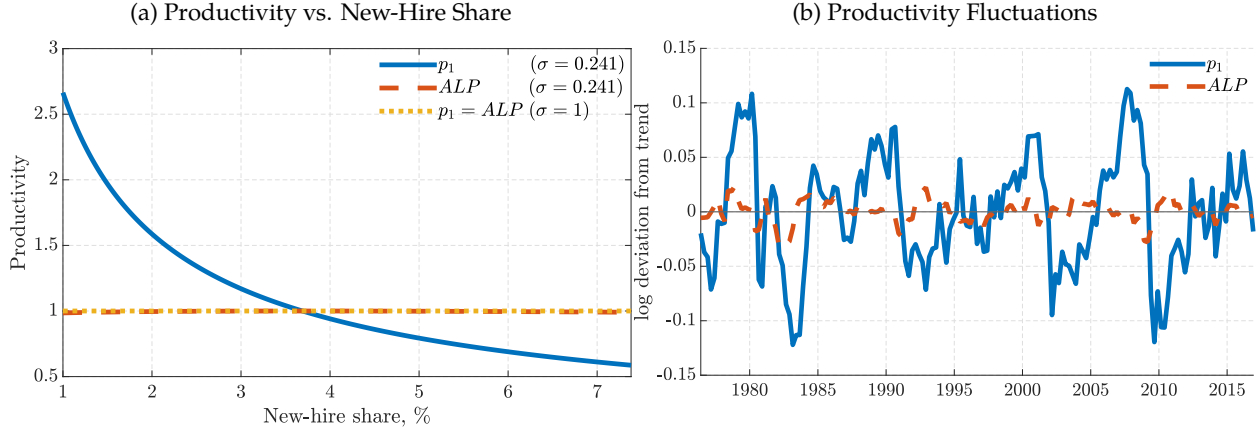 (a) Productivity vs. New-Hire Share
3
2.5
2
1.5
1
0.5
Productivity
1
2
3
4
5
6
7
New-hire share, %
p₁ (σ = 0.241)
ALP (σ = 0.241)
p₁ = ALP (σ = 1)
(b) Productivity Fluctuations
0.15
0.1
0.05
0
-0.05
-0.1
-0.15
log deviation from trend
1980
1985
1990
1995
2000
2005
2010
2015
p₁
ALP